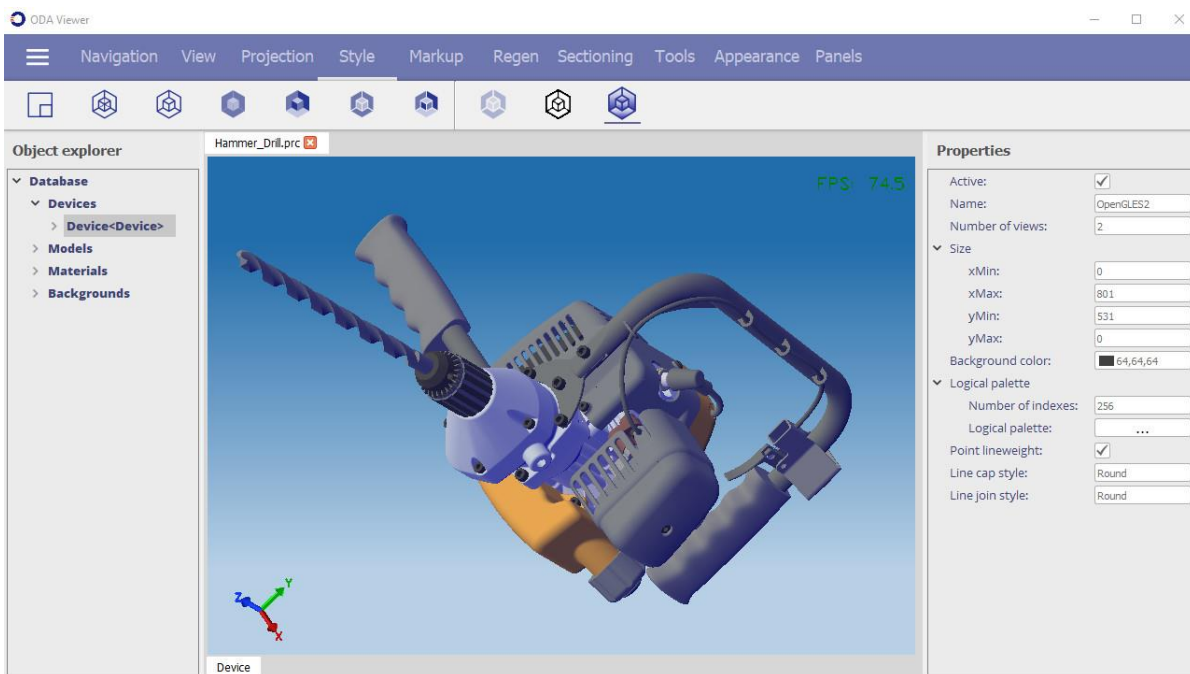 ODA Viewer
Navigation View Projection Style Markup Regen Sectioning Tools Appearance Panels
Object explorer
Database
Devices
Device<Device>
Models
Materials
Backgrounds
Hammer_Drill.prc
FPS: 74.5
Z Y X
Device
Properties
Active:
Name: OpenGLES2
Number of views: 2
Size
xMin: 0
xMax: 801
yMin: 531
yMax: 0
Background color: 64,64,64
Logical palette
Number of indexes: 256
Logical palette: ...
Point lineweight:
Line cap style: Round
Line join style: Round